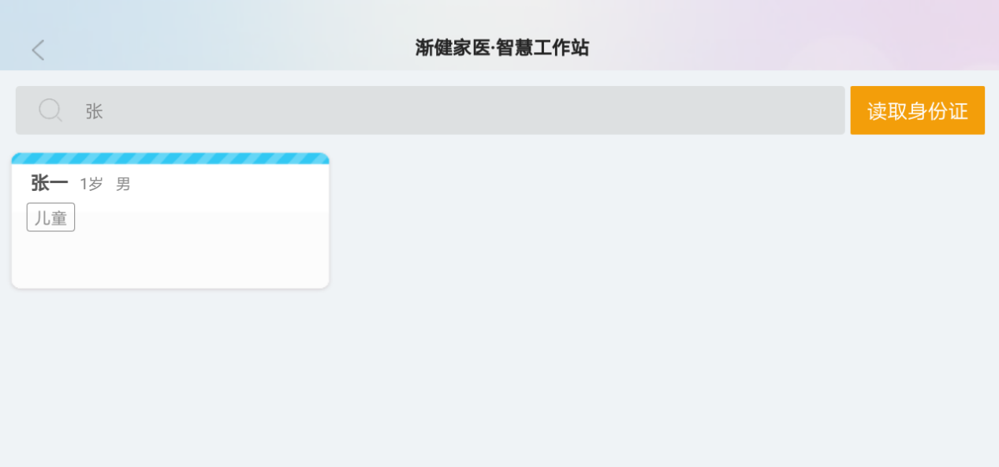 渐健家医·智慧工作站
张
读取身份证
张一 1岁 男
儿童